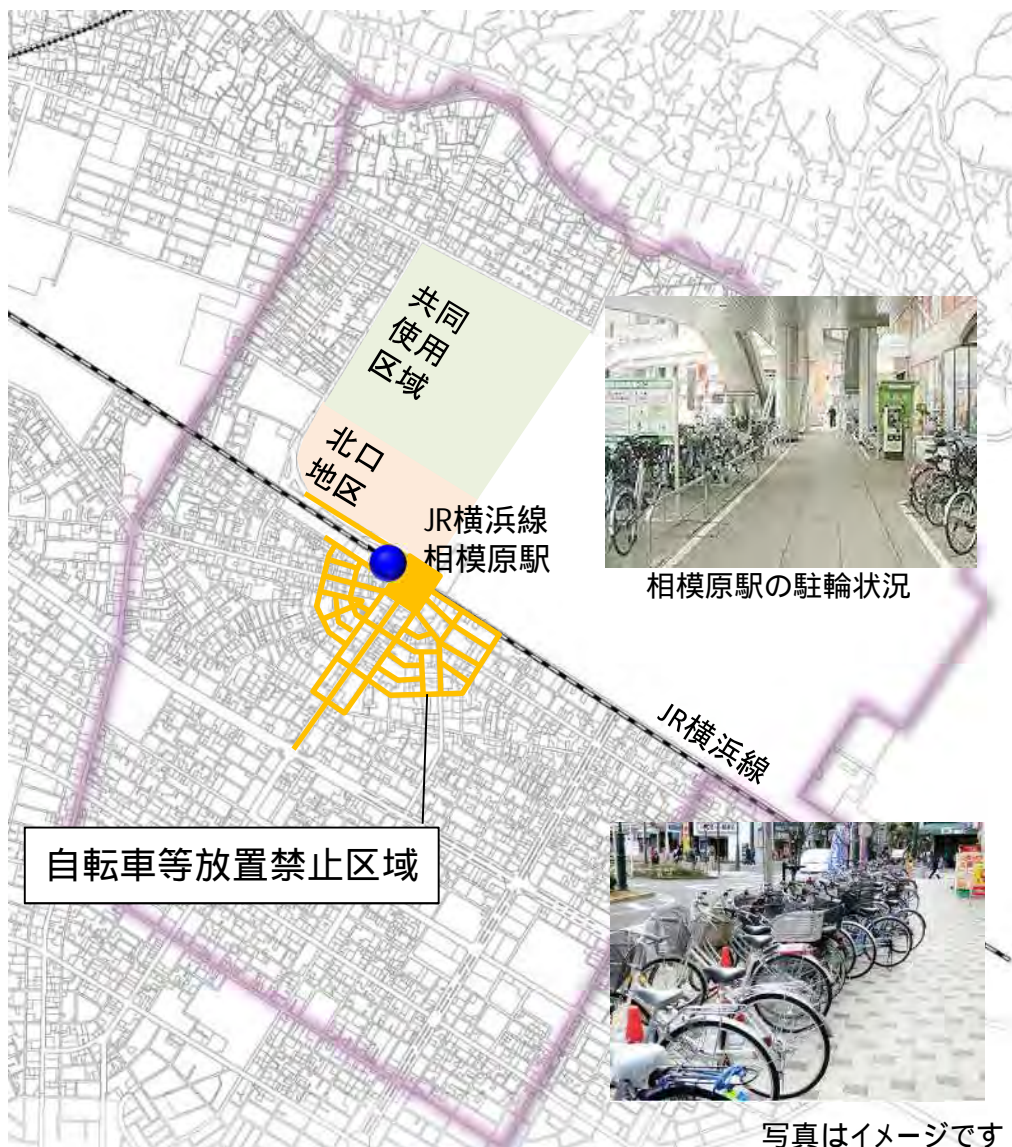 共同
使用
区域
北口
地区
JR横浜線
相模原駅
相模原駅の駐輪状況
JR横浜線
自転車等放置禁止区域
写真はイメージです